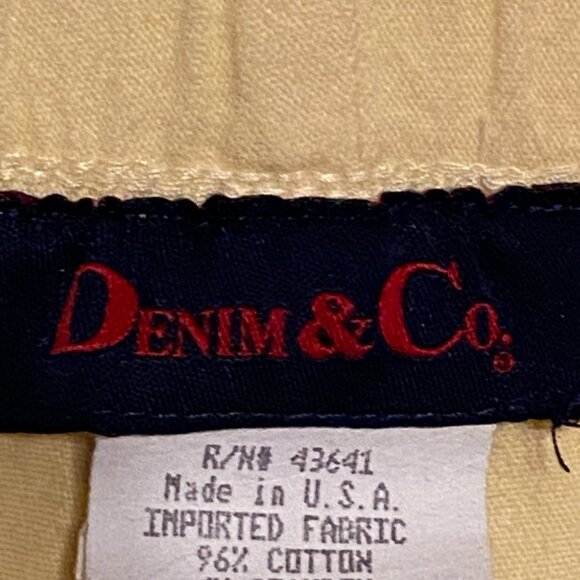 DENIM & CO.®
R/N# 43641
Made in U.S.A.
IMPORTED FABRIC
96% COTTON